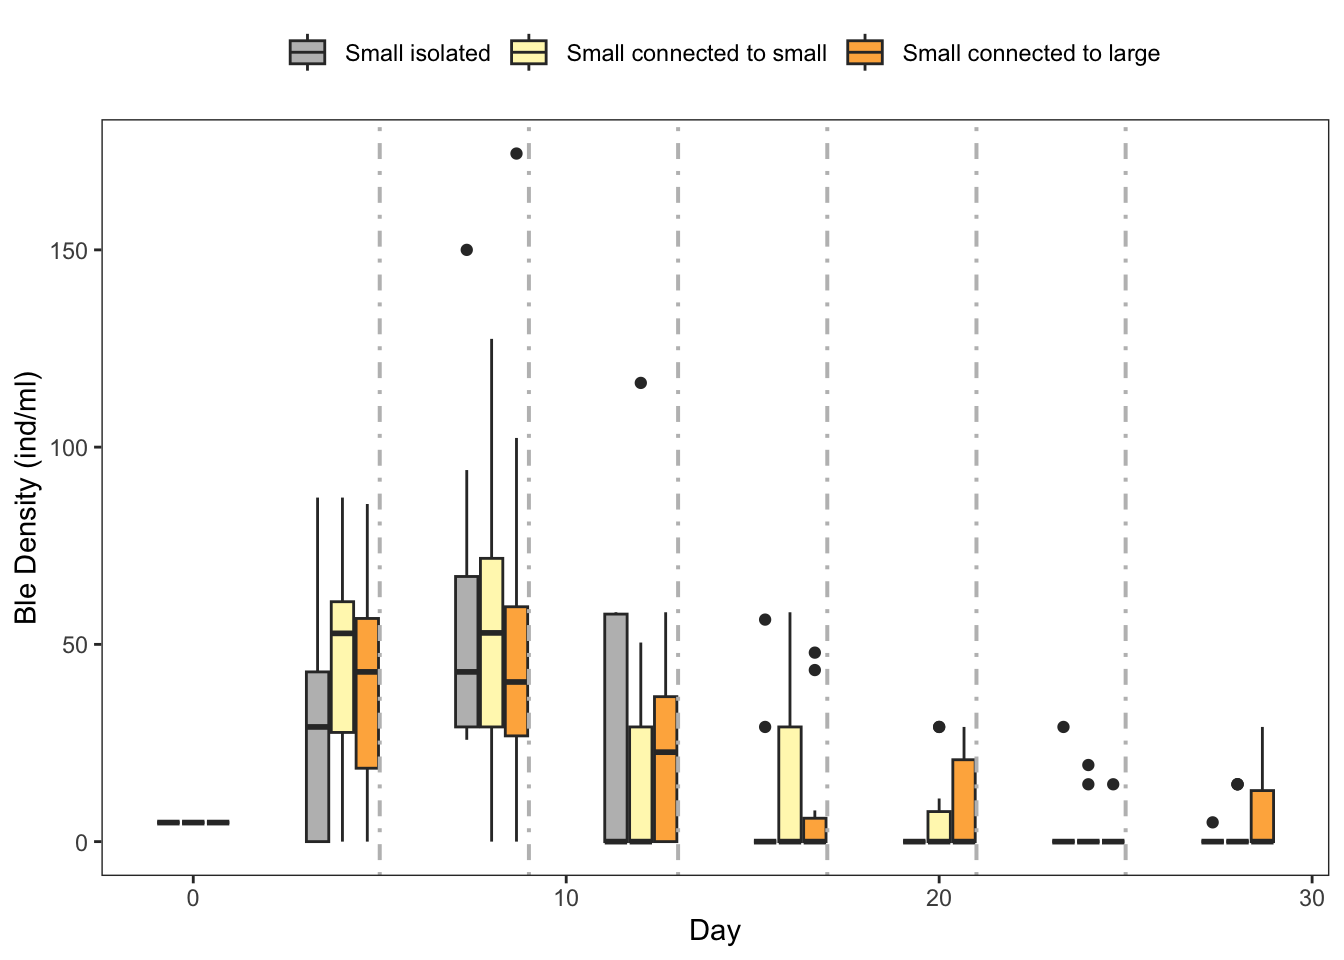 Small isolated Small connected to small Small connected to large
150
100
50
0
Ble Density (ind/ml)
0 10 20 30
Day